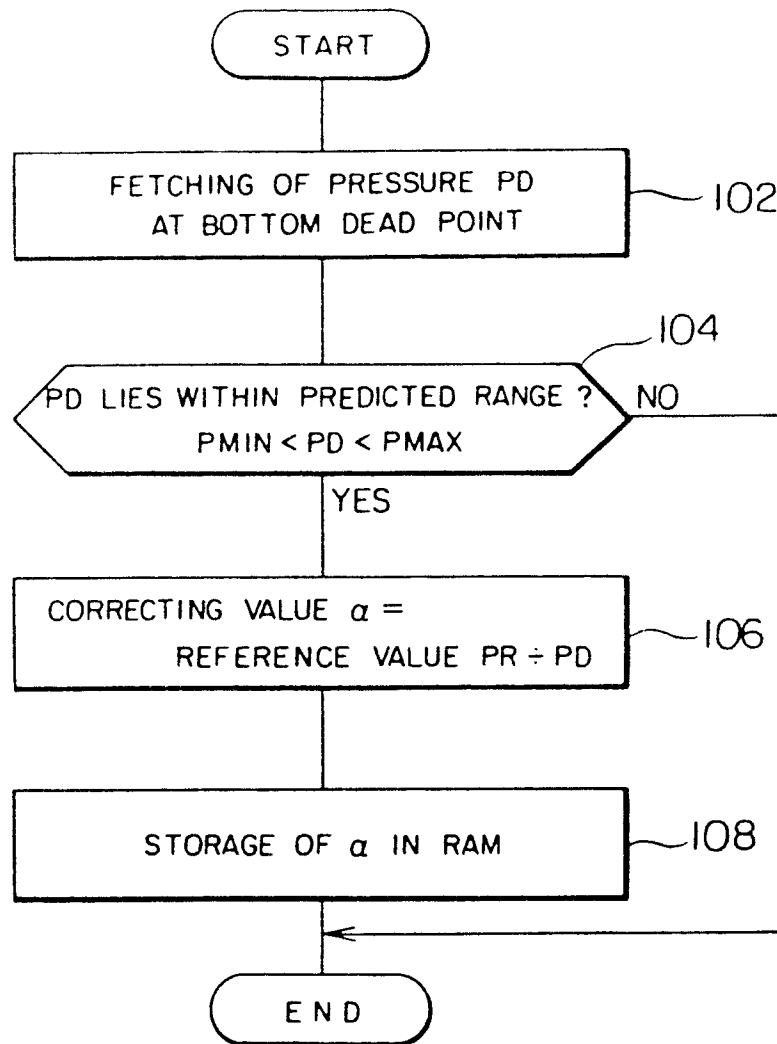 START
FETCHING OF PRESSURE PD
AT BOTTOM DEAD POINT
102
104
PD LIES WITHIN PREDICTED RANGE ?
PMIN < PD < PMAX
NO
YES
CORRECTING VALUE α =
REFERENCE VALUE PR ÷ PD
106
STORAGE OF α IN RAM
108
END